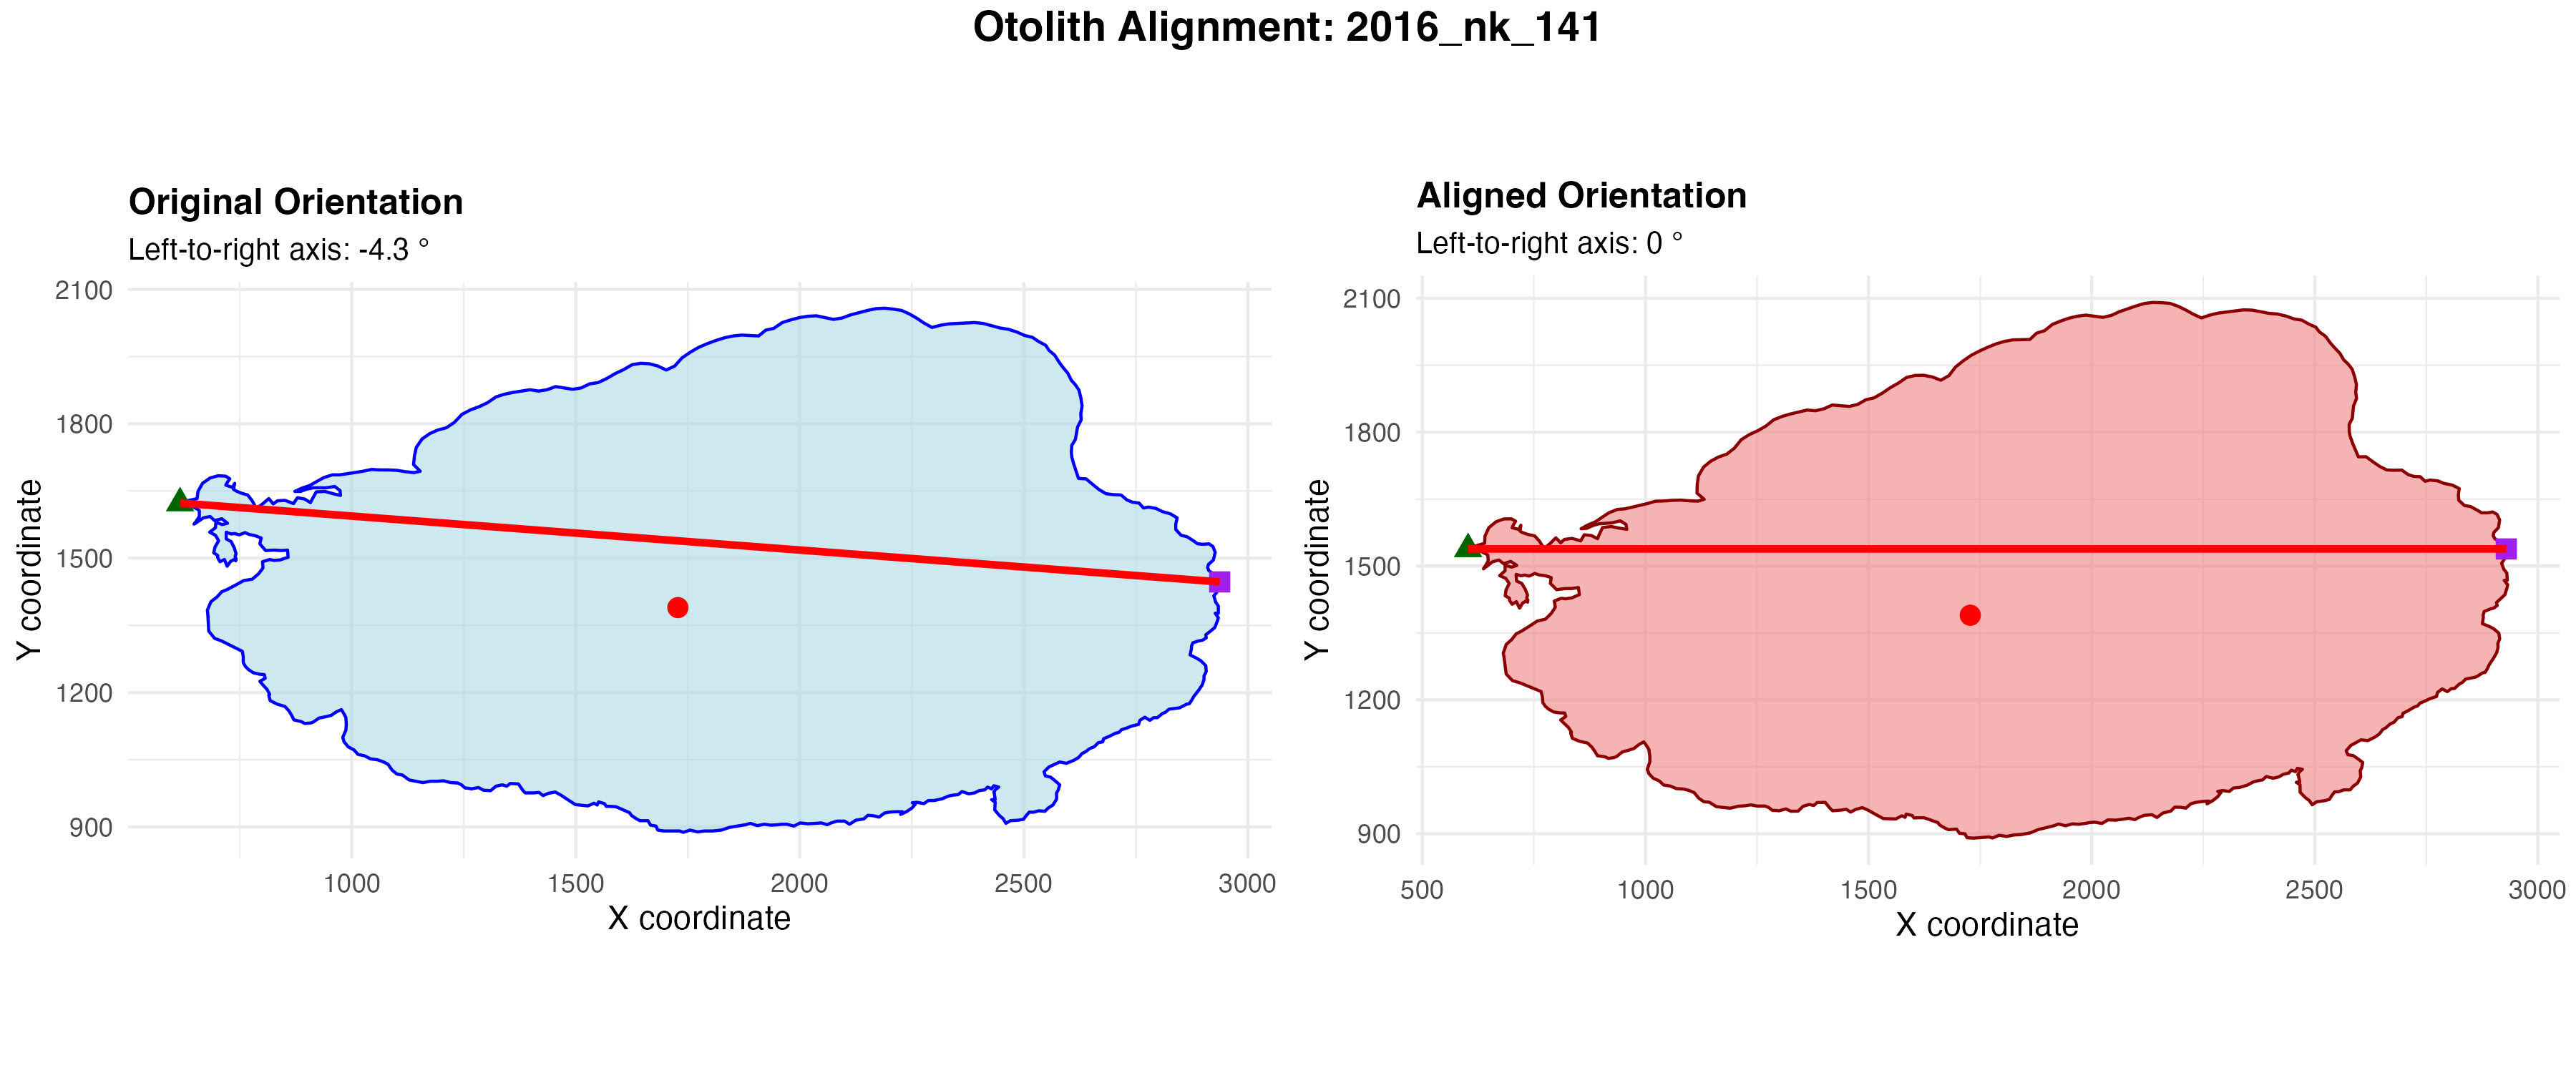 Otolith Alignment: 2016_nk_141
Original Orientation
Left-to-right axis: -4.3 °
2100
1800
1500
1200
900
Y coordinate
1000
1500
2000
2500
3000
X coordinate
Aligned Orientation
Left-to-right axis: 0 °
2100
1800
1500
1200
900
Y coordinate
500
1000
1500
2000
2500
3000
X coordinate